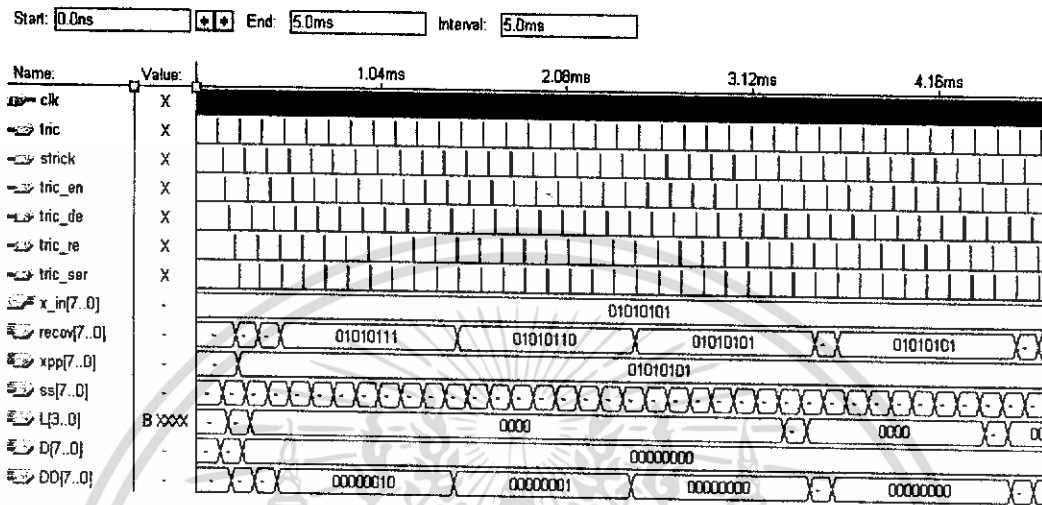 Start: 0.0ns End: 5.0ms Interval: 5.0ms
Name: Value: 1.04ms 2.08ms 3.12ms 4.16ms
clk X
tric X
strick X
tric_en X
tric_de X
tric_re X
tric_ser X
x_in[7..0] - 01010101
recov[7..0] - 01010111 01010110 01010101 01010101
xpp[7..0] - 01010101
ss[7..0] -
L[3..0] B XXXX 0000 0000 00
D[7..0] - 00000000
DD[7..0] - 00000010 00000001 00000000 00000000